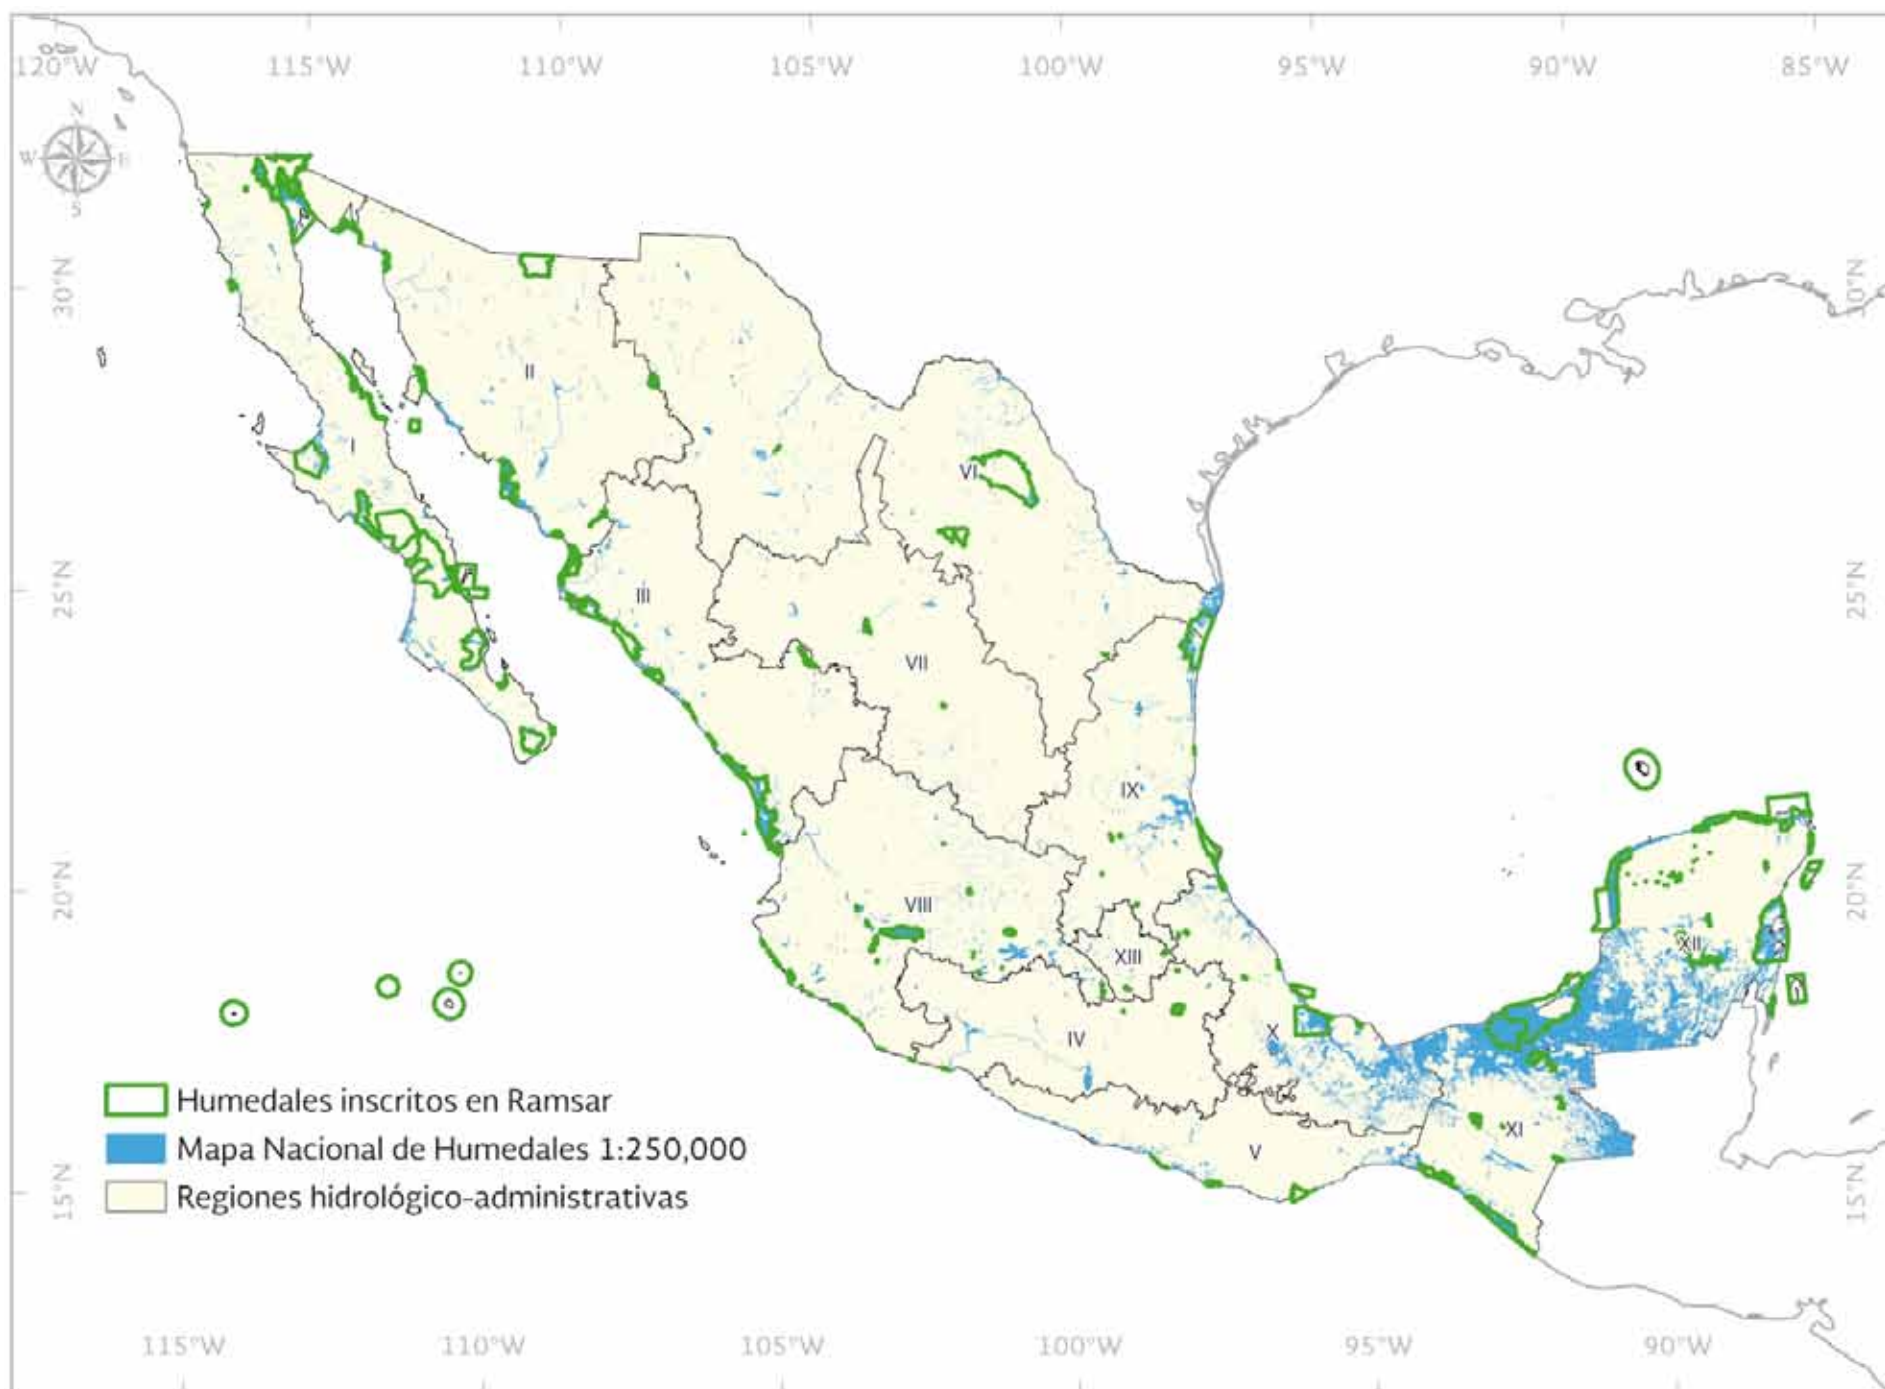 120°W 115°W 110°W 105°W 100°W 95°W 90°W 85°W
N
W E
S
30°N 30°N
II
I
VI
25°N 25°N
III
VII
IX
20°N 20°N
VIII
XII
XIII
X
IV
Humedales inscritos en Ramsar
XI
Mapa Nacional de Humedales 1:250,000
V
15°N 15°N
Regiones hidrológico-administrativas
115°W 110°W 105°W 100°W 95°W 90°W